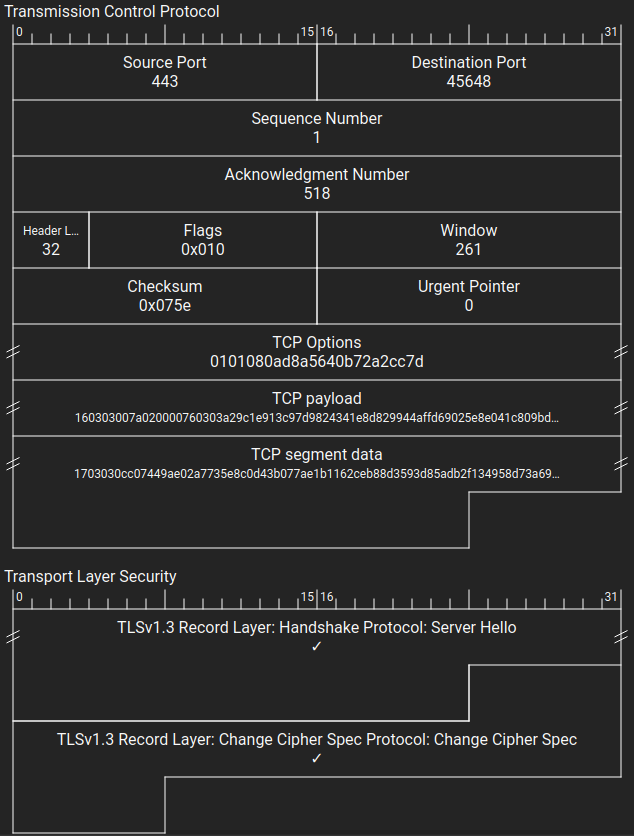 Transmission Control Protocol
0 15 16 31
Source Port Destination Port
443 45648
Sequence Number
1
Acknowledgment Number
518
Header L... Flags Window
32 0x010 261
Checksum Urgent Pointer
0x075e 0
TCP Options
0101080ad8a5640b72a2cc7d
TCP payload
160303007a020000760303a29c1e913c97d9824341e8d829944affd69025e8e041c809bd...
TCP segment data
1703030cc07449ae02a7735e8c0d43b077ae1b1162ceb88d3593d85adb2f134958d73a69...
Transport Layer Security
0 15 16 31
TLSv1.3 Record Layer: Handshake Protocol: Server Hello
✓
TLSv1.3 Record Layer: Change Cipher Spec Protocol: Change Cipher Spec
✓